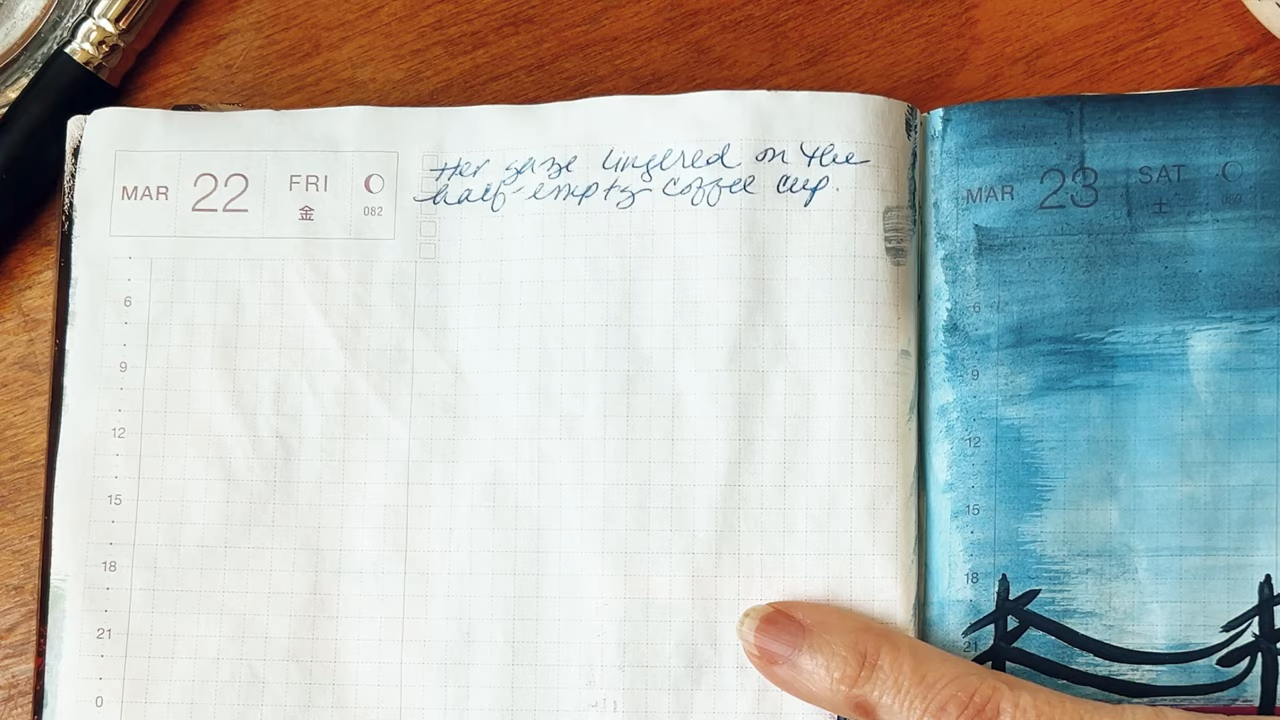 MAR 22 FRI
金 082
Her gaze lingered on the
half-empty coffee cup.
6
9
12
15
18
21
0
MAR 23 SAT
土
6
9
12
15
18
21